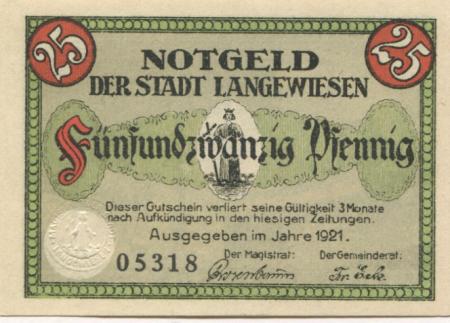 25 25
NOTGELD
DER STADT LANGEWIESEN
Fünfundzwanzig Pfennig
Dieser Gutschein verliert seine Gültigkeit 3 Monate
nach Aufkündigung in den hiesigen Zeitungen.
Ausgegeben im Jahre 1921.
05318
Der Magistrat: Der Gemeinderat: